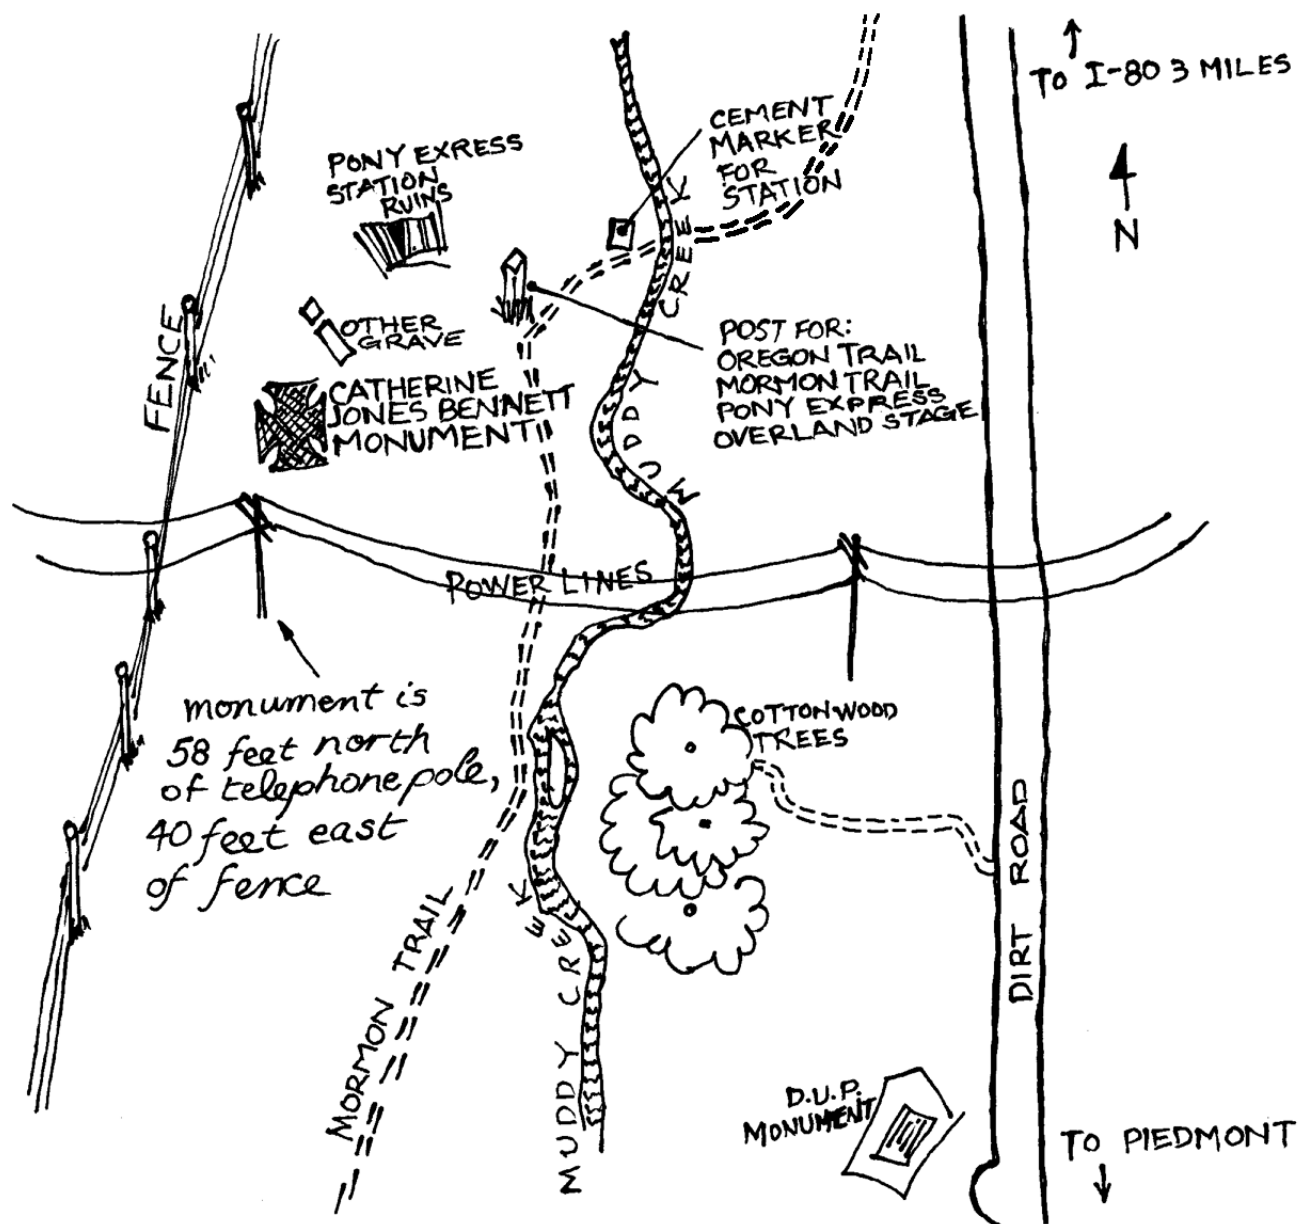 TO I-80 3 MILES
N
CEMENT
MARKER
FOR
STATION
PONY EXRESS
STATION
RUINS
OTHER
GRAVE
CATHERINE
JONES BENNETT
MONUMENT
FENCE
MUDDY CREEK
POST FOR:
OREGON TRAIL
MORMON TRAIL
PONY EXPRESS
OVERLAND STAGE
POWER LINES
monument is
58 feet north
of telephone pole,
40 feet east
of fence
COTTONWOOD
TREES
DIRT ROAD
MORMON TRAIL
MUDDY CREEK
D.U.P.
MONUMENT
TO PIEDMONT